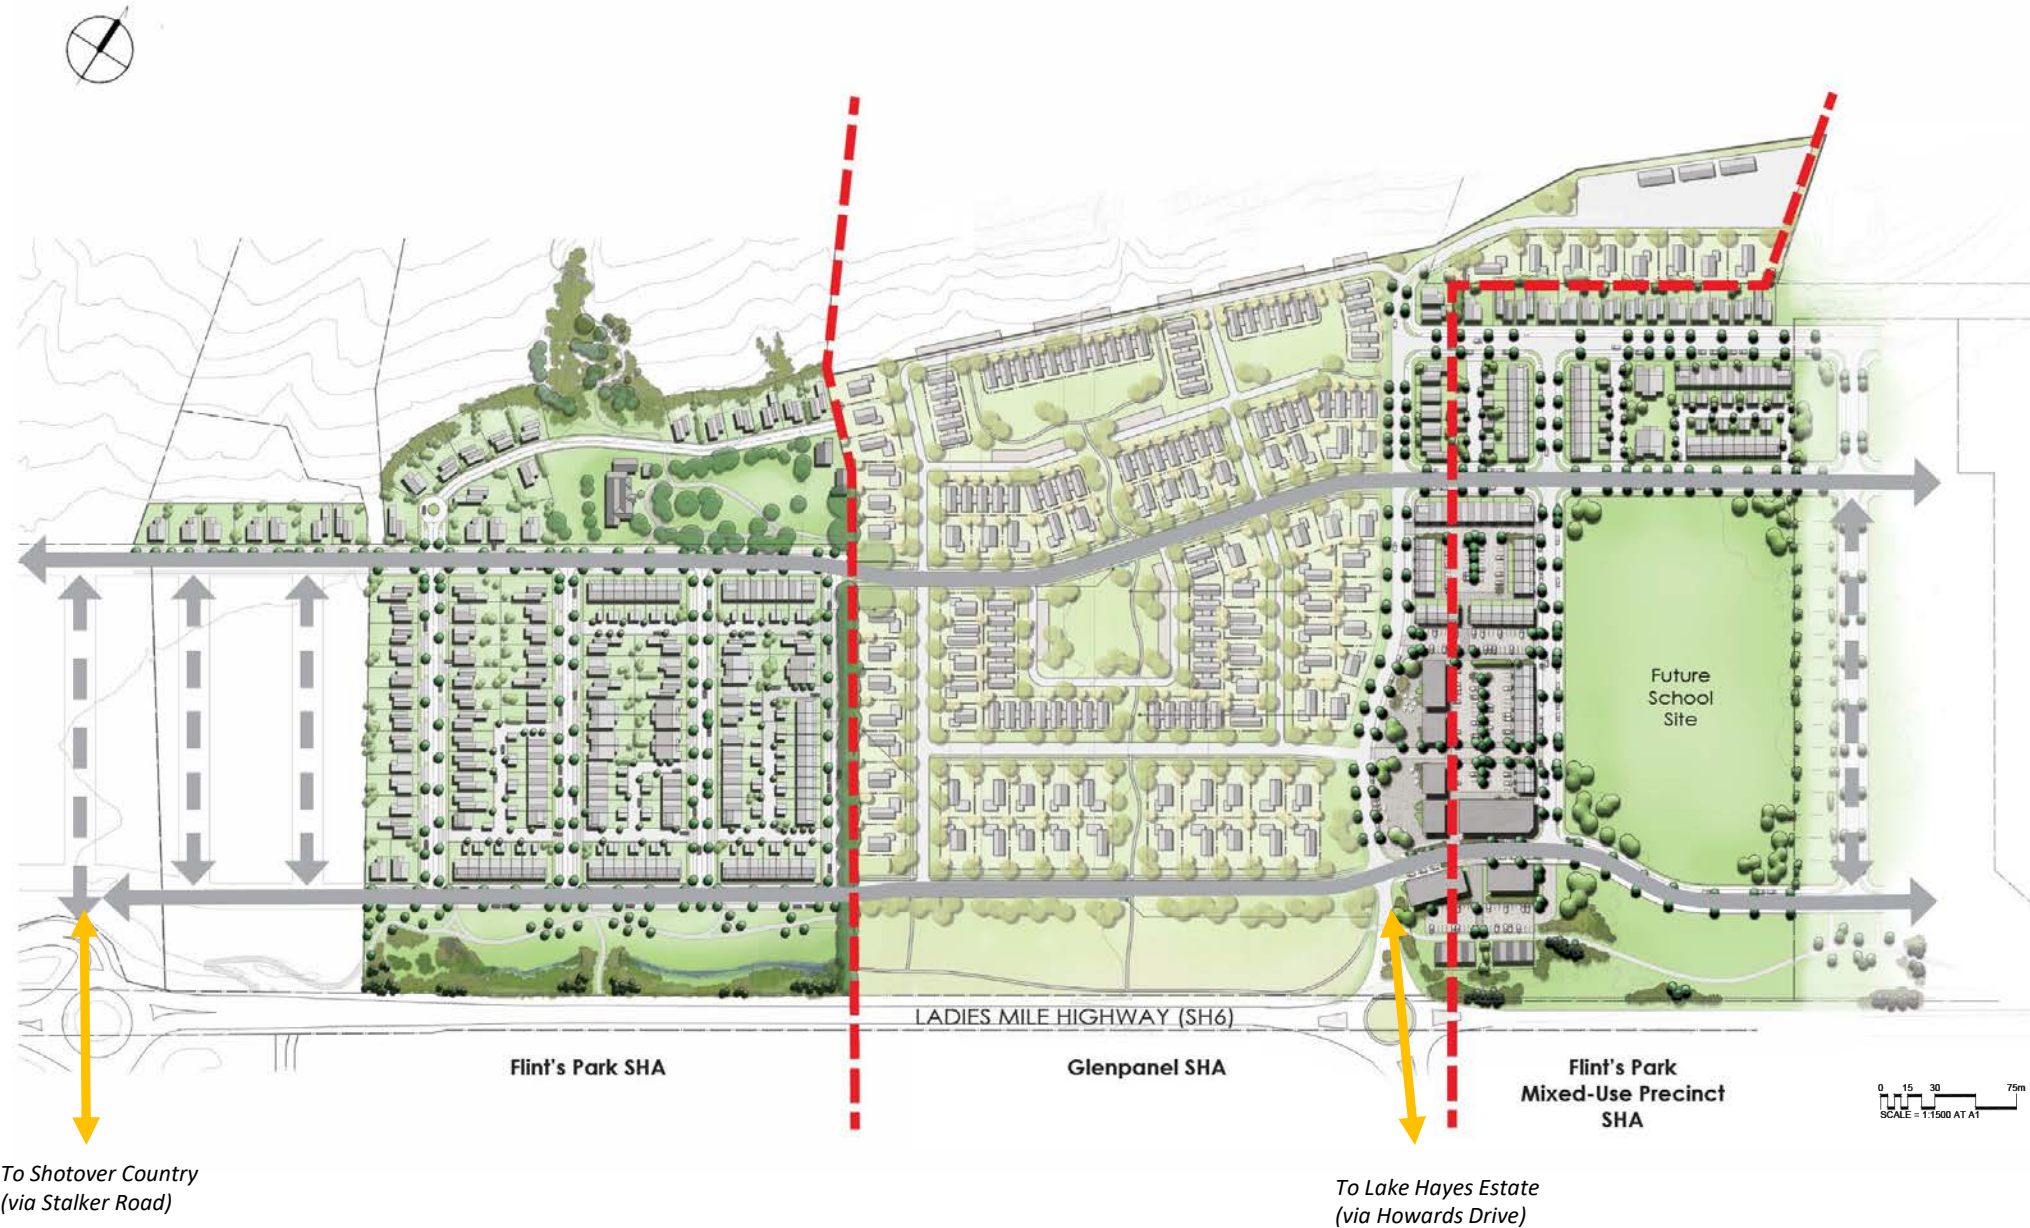 Future
School
Site
LADIES MILE HIGHWAY (SH6)
Flint's Park SHA
Glenpanel SHA
Flint's Park
Mixed-Use Precinct
SHA
0 15 30 75m
SCALE = 1:1500 AT A1
To Shotover Country
(via Stalker Road)
To Lake Hayes Estate
(via Howards Drive)